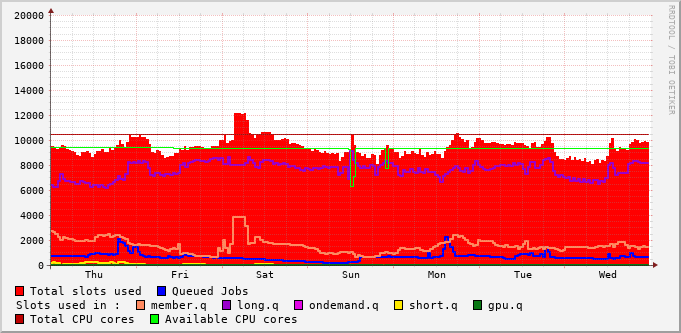 20000
18000
16000
14000
12000
10000
8000
6000
4000
2000
0
Thu Fri Sat Sun Mon Tue Wed
Total slots used Queued Jobs
Slots used in : member.q long.q ondemand.q short.q gpu.q
Total CPU cores Available CPU cores
RRDTOOL / TOBI OETIKER